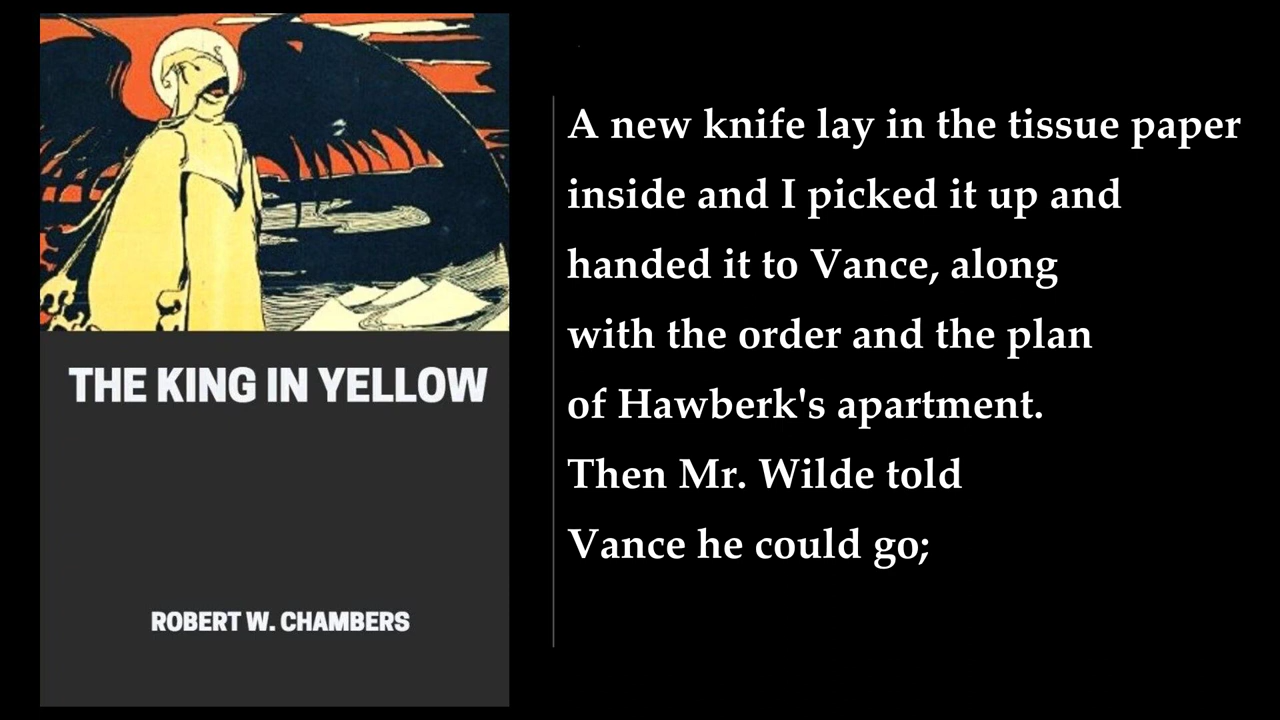 THE KING IN YELLOW
ROBERT W. CHAMBERS
A new knife lay in the tissue paper
inside and I picked it up and
handed it to Vance, along
with the order and the plan
of Hawberk's apartment.
Then Mr. Wilde told
Vance he could go;